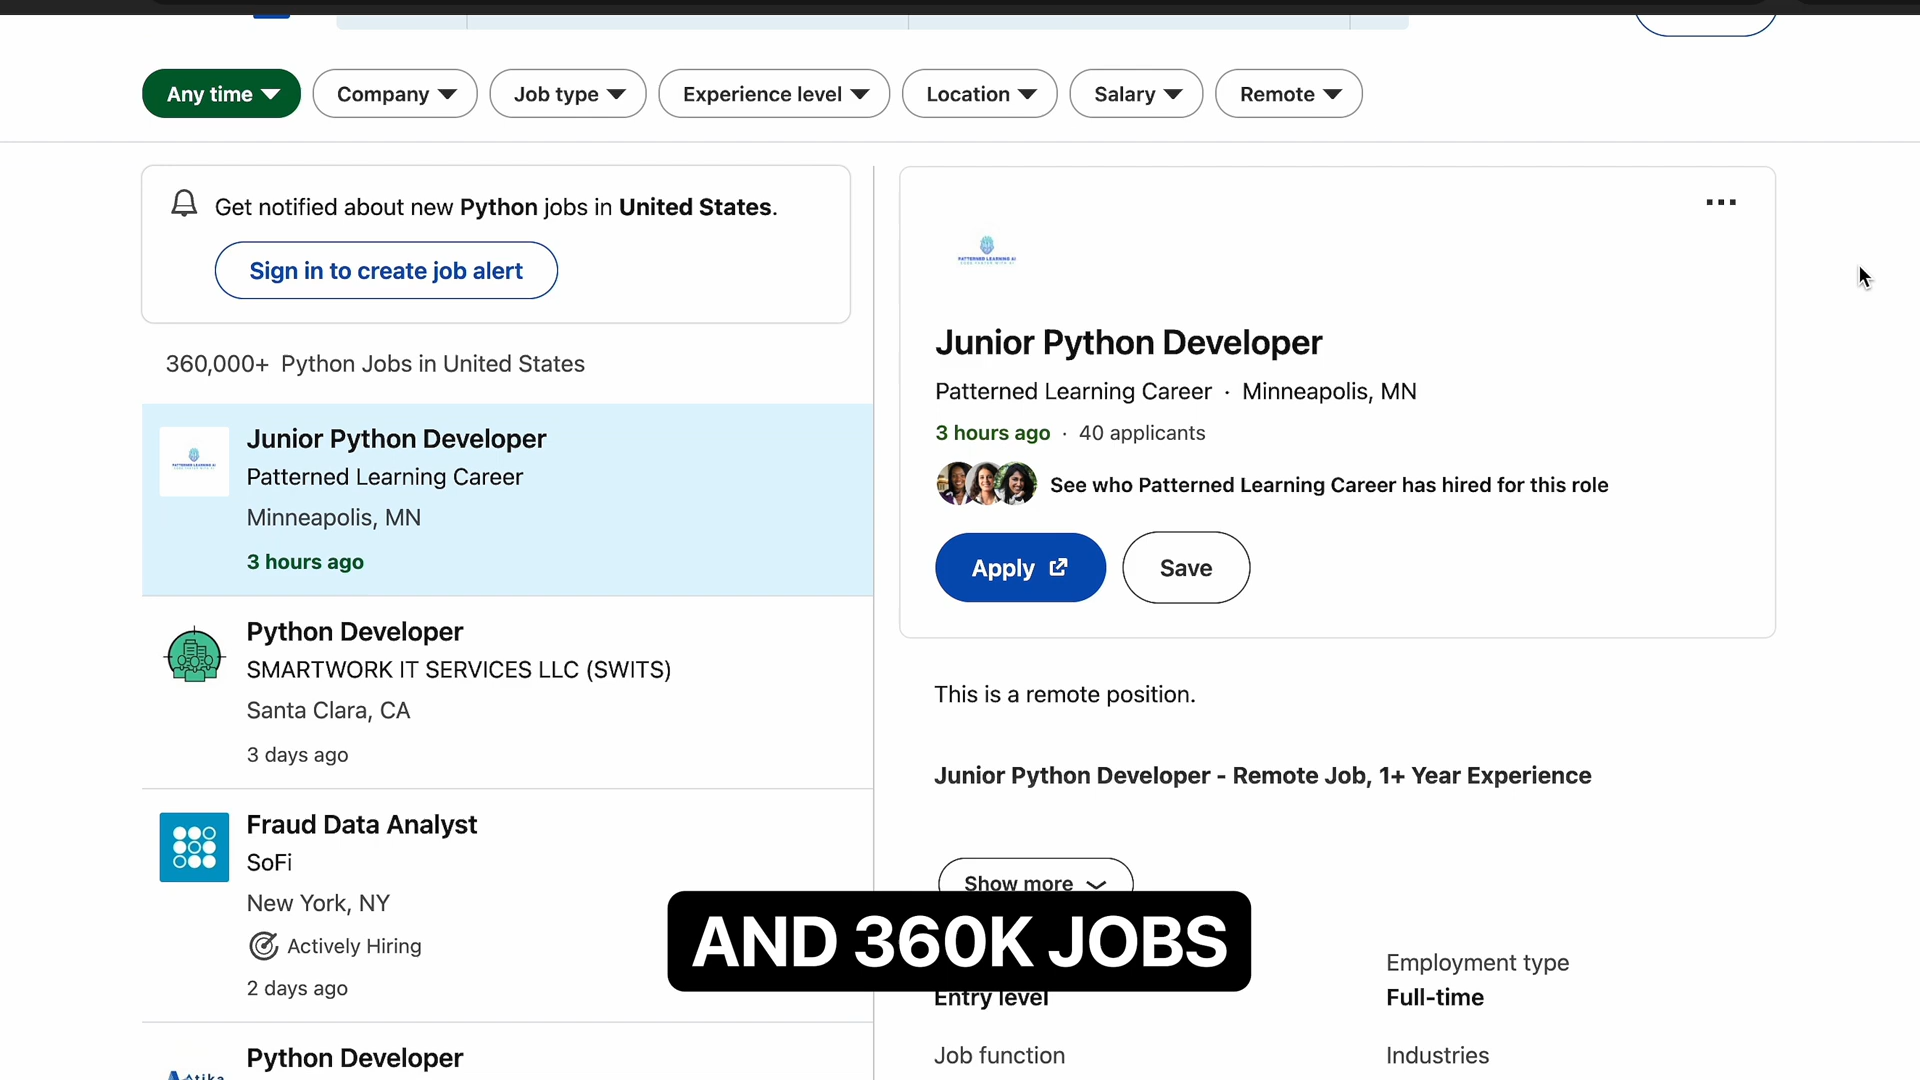 Any time
Company
Job type
Experience level
Location
Salary
Remote
Get notified about new Python jobs in United States.
Sign in to create job alert
360,000+ Python Jobs in United States
PATTERNED LEARNING AI
Junior Python Developer
Patterned Learning Career
Minneapolis, MN
3 hours ago
Python Developer
SMARTWORK IT SERVICES LLC (SWITS)
Santa Clara, CA
3 days ago
Fraud Data Analyst
SoFi
New York, NY
Actively Hiring
2 days ago
Python Developer
PATTERNED LEARNING AI
Junior Python Developer
Patterned Learning Career · Minneapolis, MN
3 hours ago · 40 applicants
See who Patterned Learning Career has hired for this role
Apply
Save
This is a remote position.
Junior Python Developer - Remote Job, 1+ Year Experience
Show more
AND 360K JOBS
Entry level
Employment type
Full-time
Job function
Industries